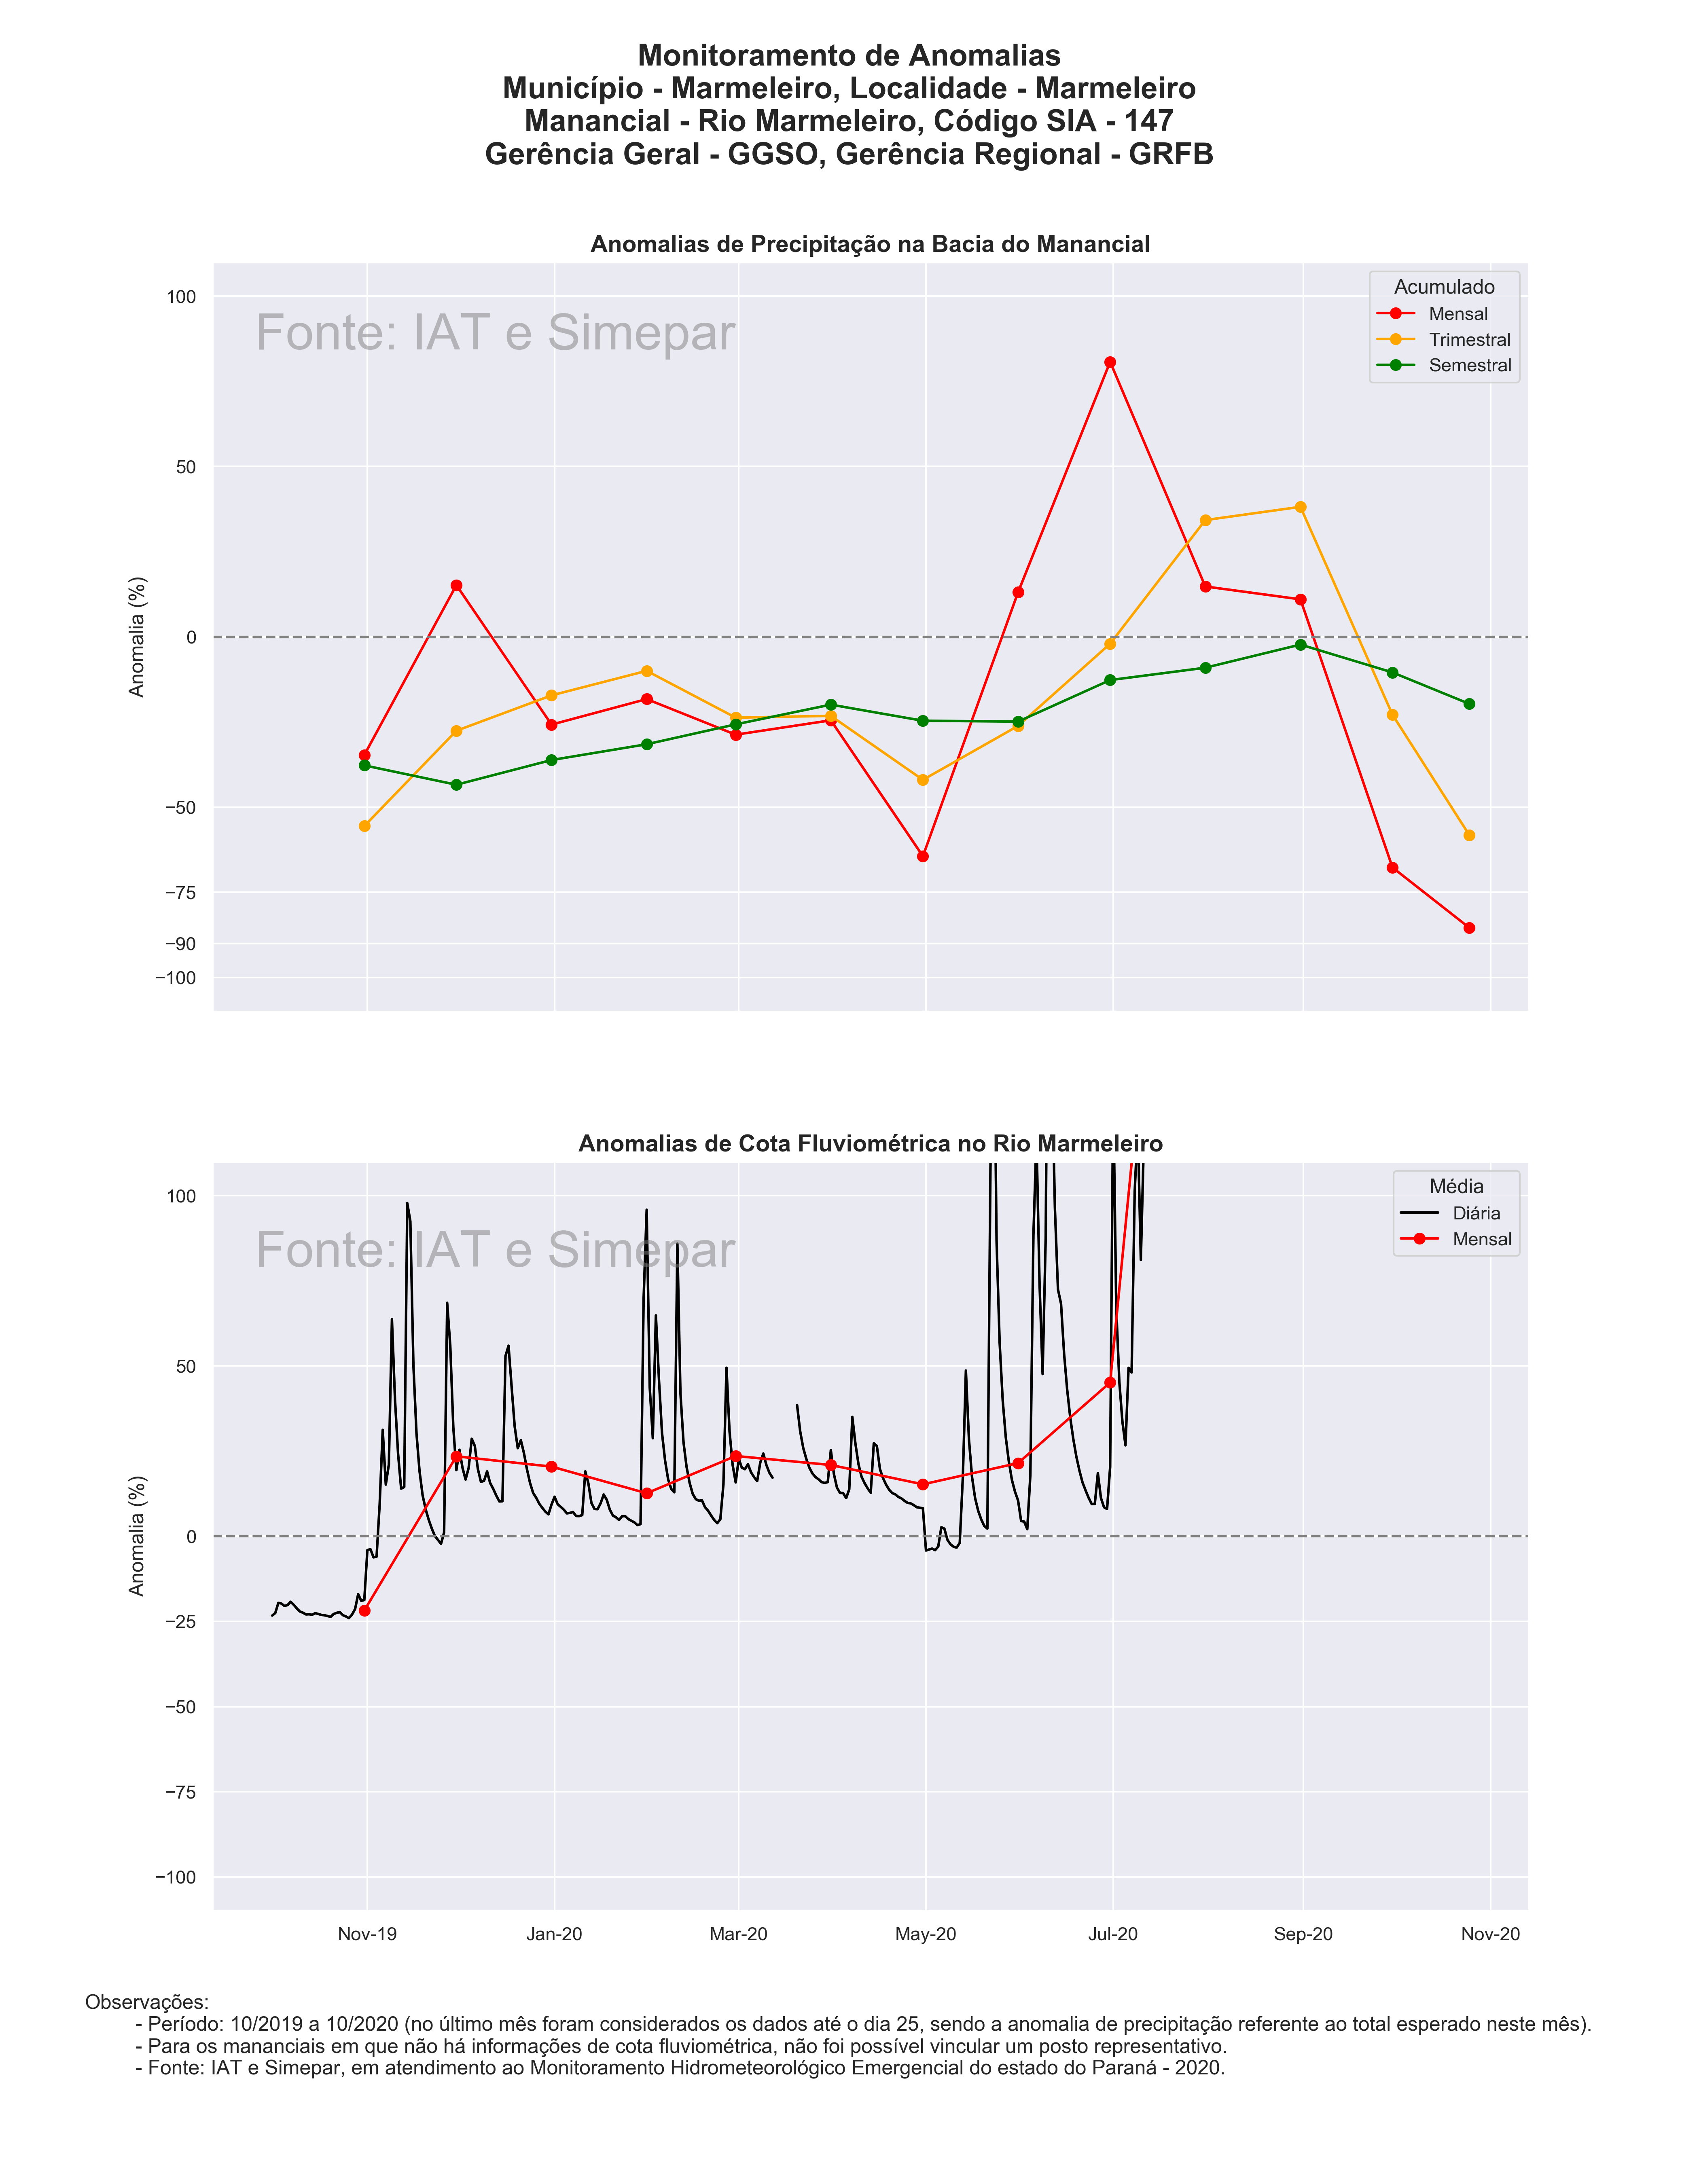 Monitoramento de Anomalias
Município - Marmeleiro, Localidade - Marmeleiro
Manancial - Rio Marmeleiro, Código SIA - 147
Gerência Geral - GGSO, Gerência Regional - GRFB
Anomalias de Precipitação na Bacia do Manancial
Fonte: IAT e Simepar
Acumulado
Mensal
Trimestral
Semestral
Anomalia (%)
100
50
0
−50
−75
−90
−100
Anomalias de Cota Fluviométrica no Rio Marmeleiro
Fonte: IAT e Simepar
Média
Diária
Mensal
Anomalia (%)
100
50
0
−25
−50
−75
−100
Nov-19 Jan-20 Mar-20 May-20 Jul-20 Sep-20 Nov-20
Observações:
- Período: 10/2019 a 10/2020 (no último mês foram considerados os dados até o dia 25, sendo a anomalia de precipitação referente ao total esperado neste mês).
- Para os mananciais em que não há informações de cota fluviométrica, não foi possível vincular um posto representativo.
- Fonte: IAT e Simepar, em atendimento ao Monitoramento Hidrometeorológico Emergencial do estado do Paraná - 2020.